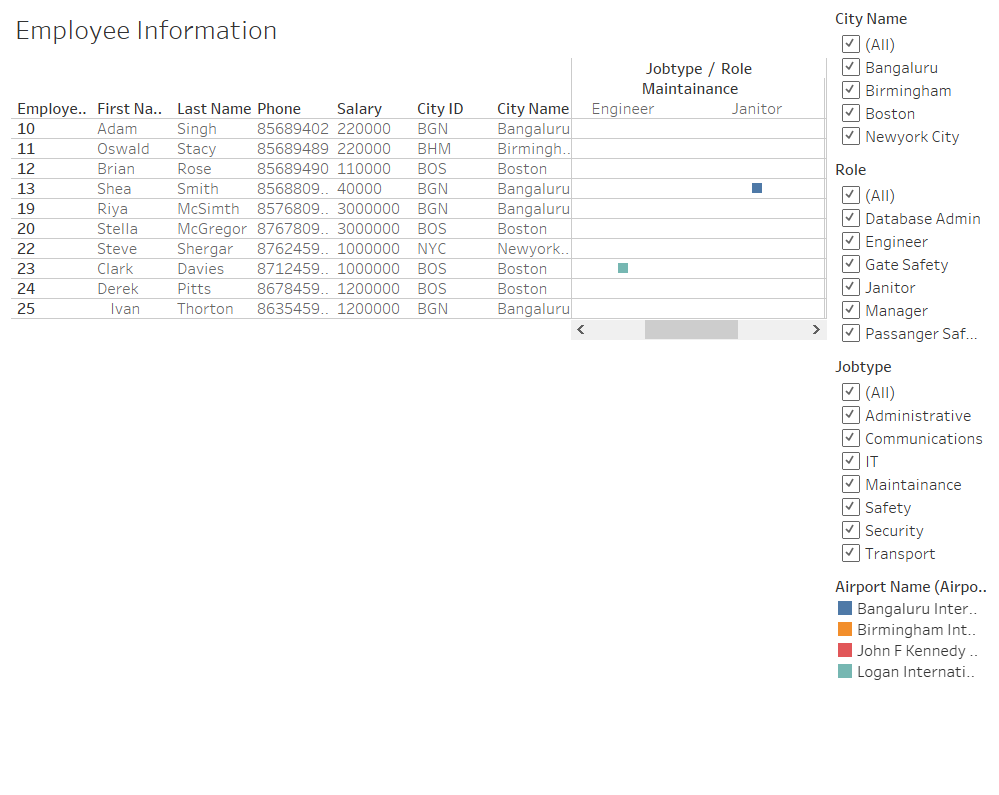 Employee Information
Jobtype / Role
Maintainance
Employe.. First Na.. Last Name Phone Salary City ID City Name Engineer Janitor
10 Adam Singh 85689402 220000 BGN Bangaluru
11 Oswald Stacy 85689489 220000 BHM Birmingh..
12 Brian Rose 85689490 110000 BOS Boston
13 Shea Smith 8568809.. 40000 BGN Bangaluru
19 Riya McSimth 8576809.. 3000000 BGN Bangaluru
20 Stella McGregor 8767809.. 3000000 BOS Boston
22 Steve Shergar 8762459.. 1000000 NYC Newyork..
23 Clark Davies 8712459.. 1000000 BOS Boston
24 Derek Pitts 8678459.. 1200000 BOS Boston
25 Ivan Thorton 8635459.. 1200000 BGN Bangaluru
City Name
(All)
Bangaluru
Birmingham
Boston
Newyork City
Role
(All)
Database Admin
Engineer
Gate Safety
Janitor
Manager
Passanger Saf...
Jobtype
(All)
Administrative
Communications
IT
Maintainance
Safety
Security
Transport
Airport Name (Airpo..
Bangaluru Inter..
Birmingham Int..
John F Kennedy ..
Logan Internati..